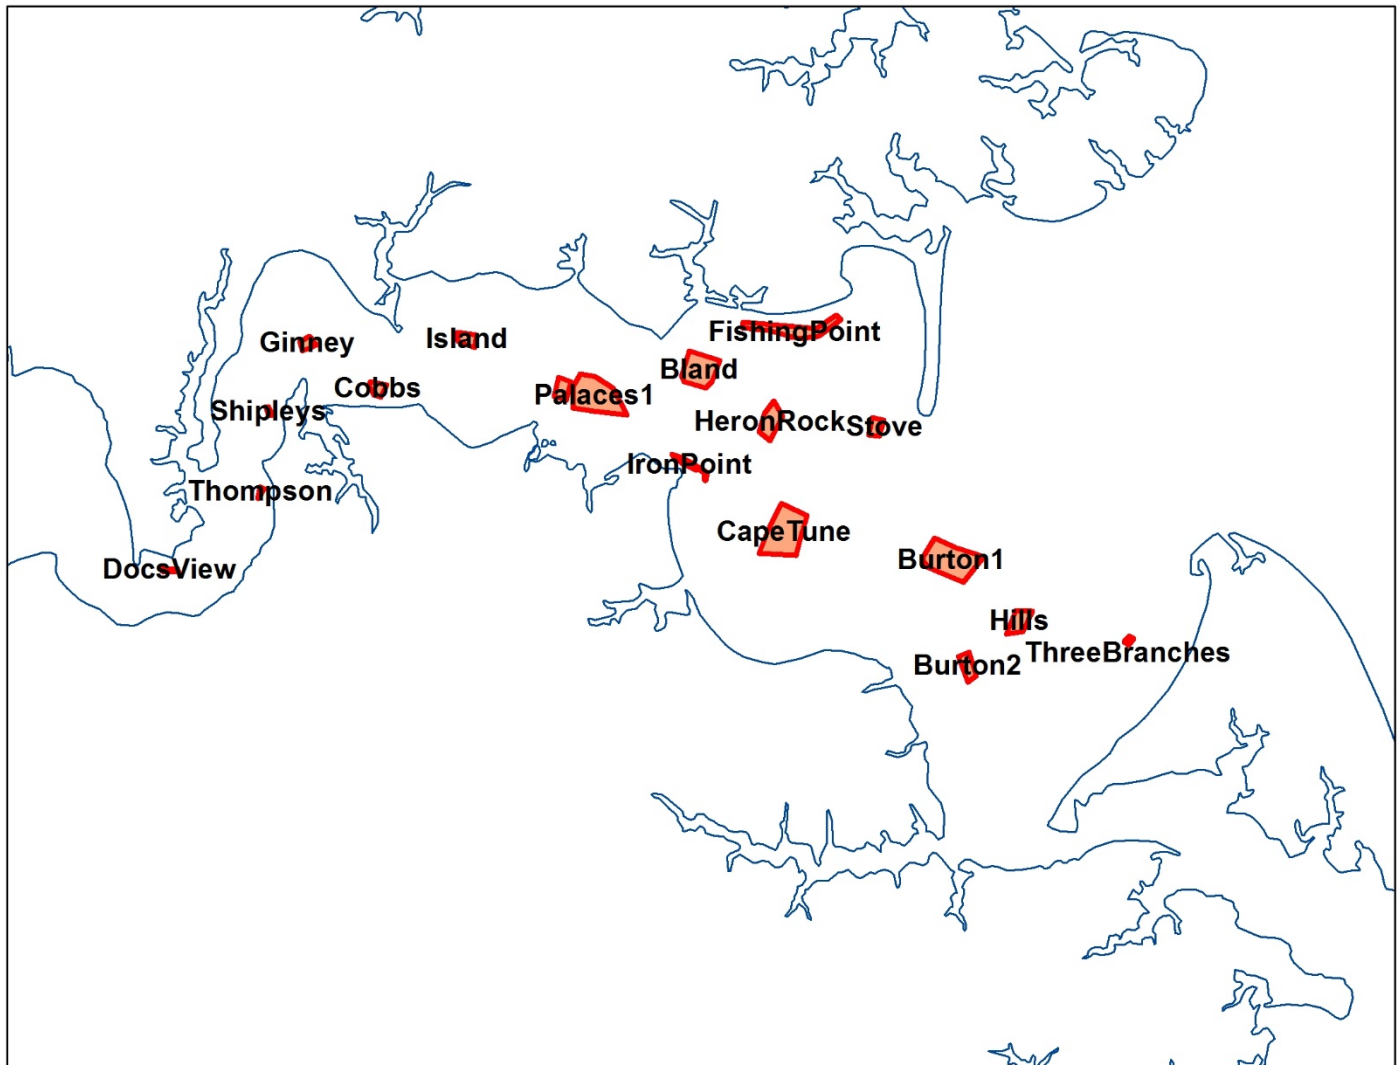 FishingPoint
Ginney
Island
Bland
Cobbs
Palaces1
Shipleys
HeronRock
Stove
IronPoint
Thompson
CapeTune
Burton1
DocsView
Hills
ThreeBranches
Burton2